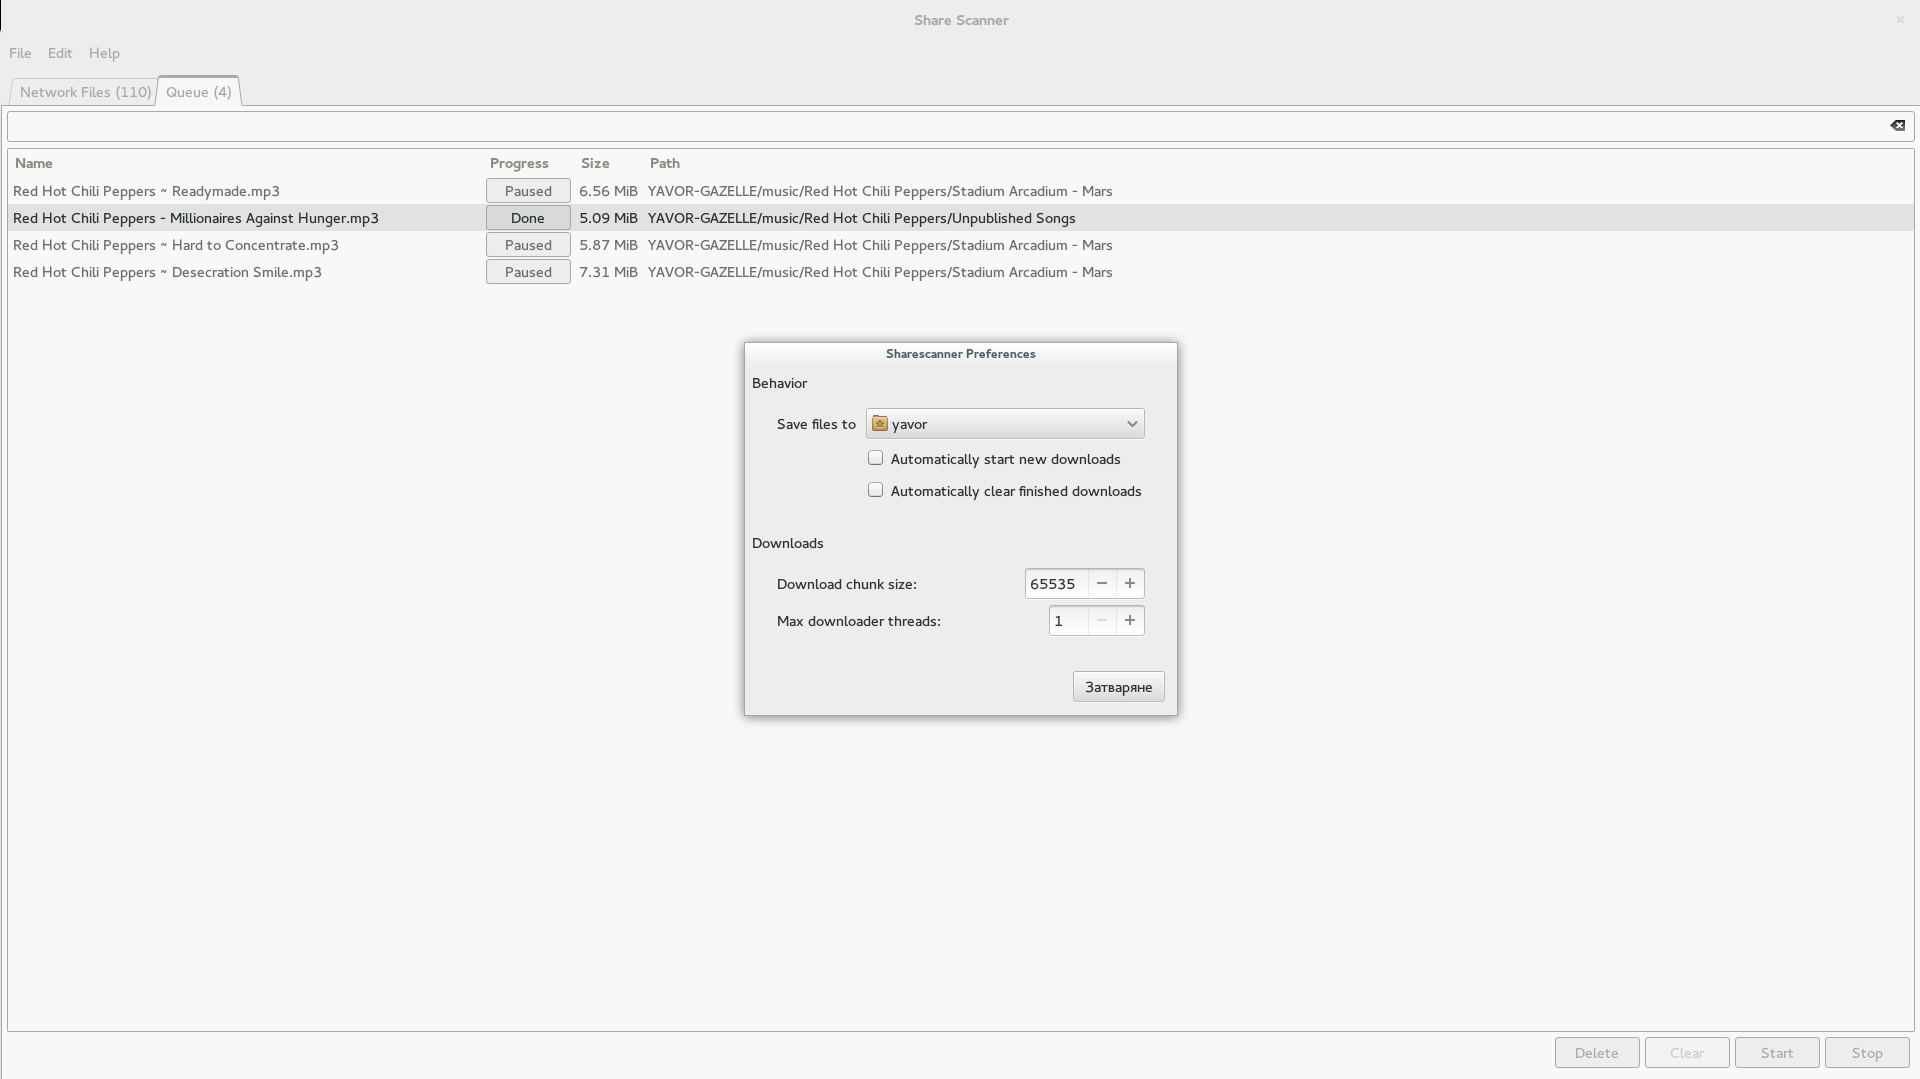 Share Scanner
File Edit Help
Network Files (110) Queue (4)
Name Progress Size Path
Red Hot Chili Peppers ~ Readymade.mp3 Paused 6.56 MiB YAVOR-GAZELLE/music/Red Hot Chili Peppers/Stadium Arcadium - Mars
Red Hot Chili Peppers - Millionaires Against Hunger.mp3 Done 5.09 MiB YAVOR-GAZELLE/music/Red Hot Chili Peppers/Unpublished Songs
Red Hot Chili Peppers ~ Hard to Concentrate.mp3 Paused 5.87 MiB YAVOR-GAZELLE/music/Red Hot Chili Peppers/Stadium Arcadium - Mars
Red Hot Chili Peppers ~ Desecration Smile.mp3 Paused 7.31 MiB YAVOR-GAZELLE/music/Red Hot Chili Peppers/Stadium Arcadium - Mars
Sharescanner Preferences
Behavior
Save files to yavor
Automatically start new downloads
Automatically clear finished downloads
Downloads
Download chunk size: 65535
Max downloader threads: 1
Затваряне
Delete Clear Start Stop